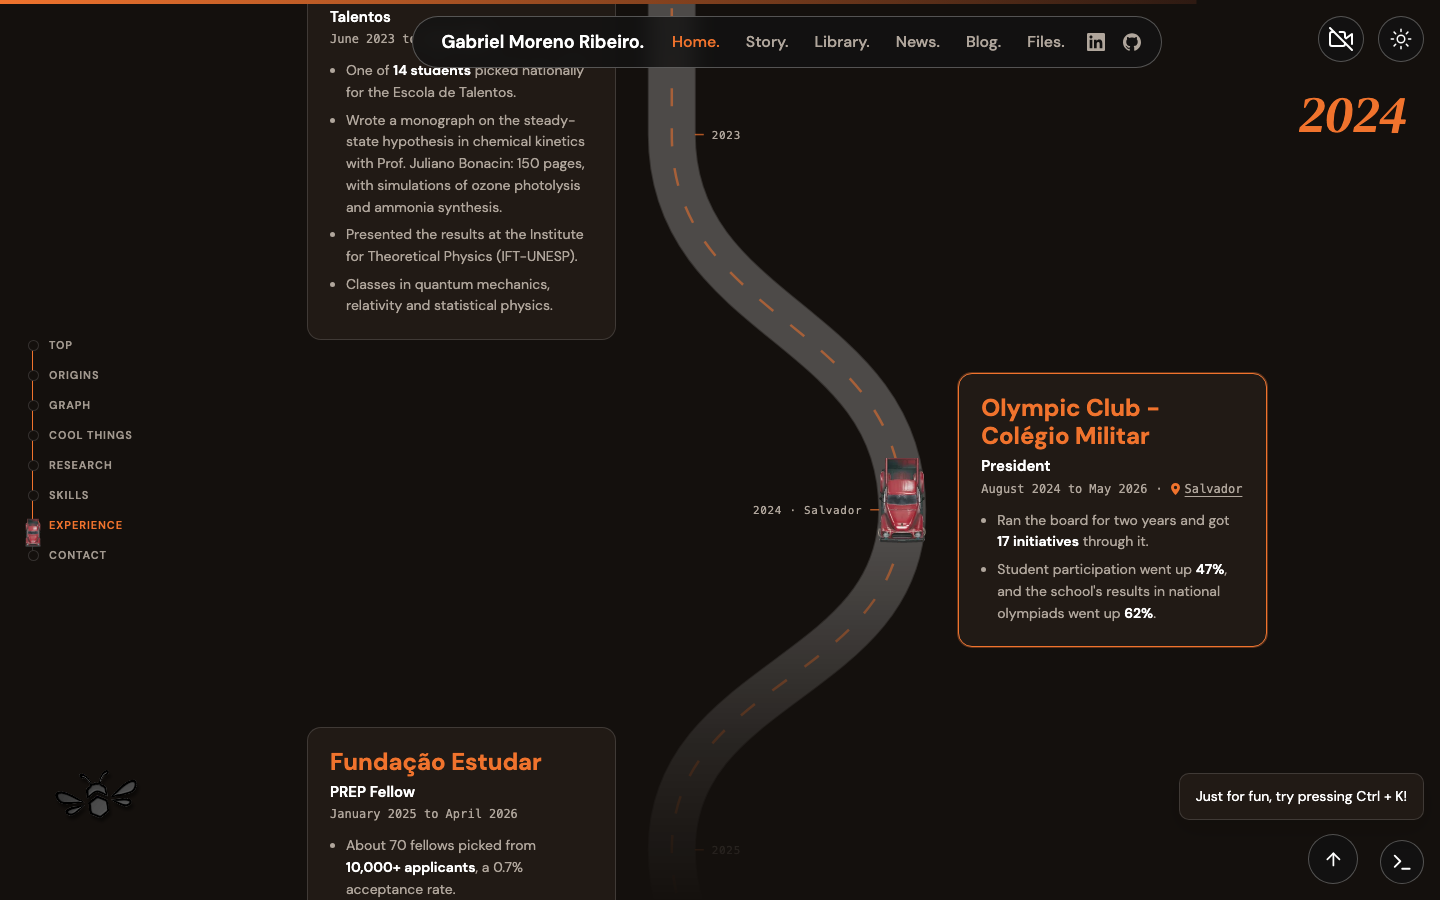 Gabriel Moreno Ribeiro. Home. Story. Library. News. Blog. Files.
2024
Talentos
June 2023 to
One of 14 students picked nationally
for the Escola de Talentos.
Wrote a monograph on the steady-
state hypothesis in chemical kinetics
with Prof. Juliano Bonacin: 150 pages,
with simulations of ozone photolysis
and ammonia synthesis.
Presented the results at the Institute
for Theoretical Physics (IFT-UNESP).
Classes in quantum mechanics,
relativity and statistical physics.
2023
TOP
ORIGINS
GRAPH
COOL THINGS
RESEARCH
SKILLS
EXPERIENCE
CONTACT
2024 · Salvador
Olympic Club -
Colégio Militar
President
August 2024 to May 2026 · Salvador
Ran the board for two years and got
17 initiatives through it.
Student participation went up 47%,
and the school's results in national
olympiads went up 62%.
Fundação Estudar
PREP Fellow
January 2025 to April 2026
About 70 fellows picked from
10,000+ applicants, a 0.7%
acceptance rate.
2025
Just for fun, try pressing Ctrl + K!